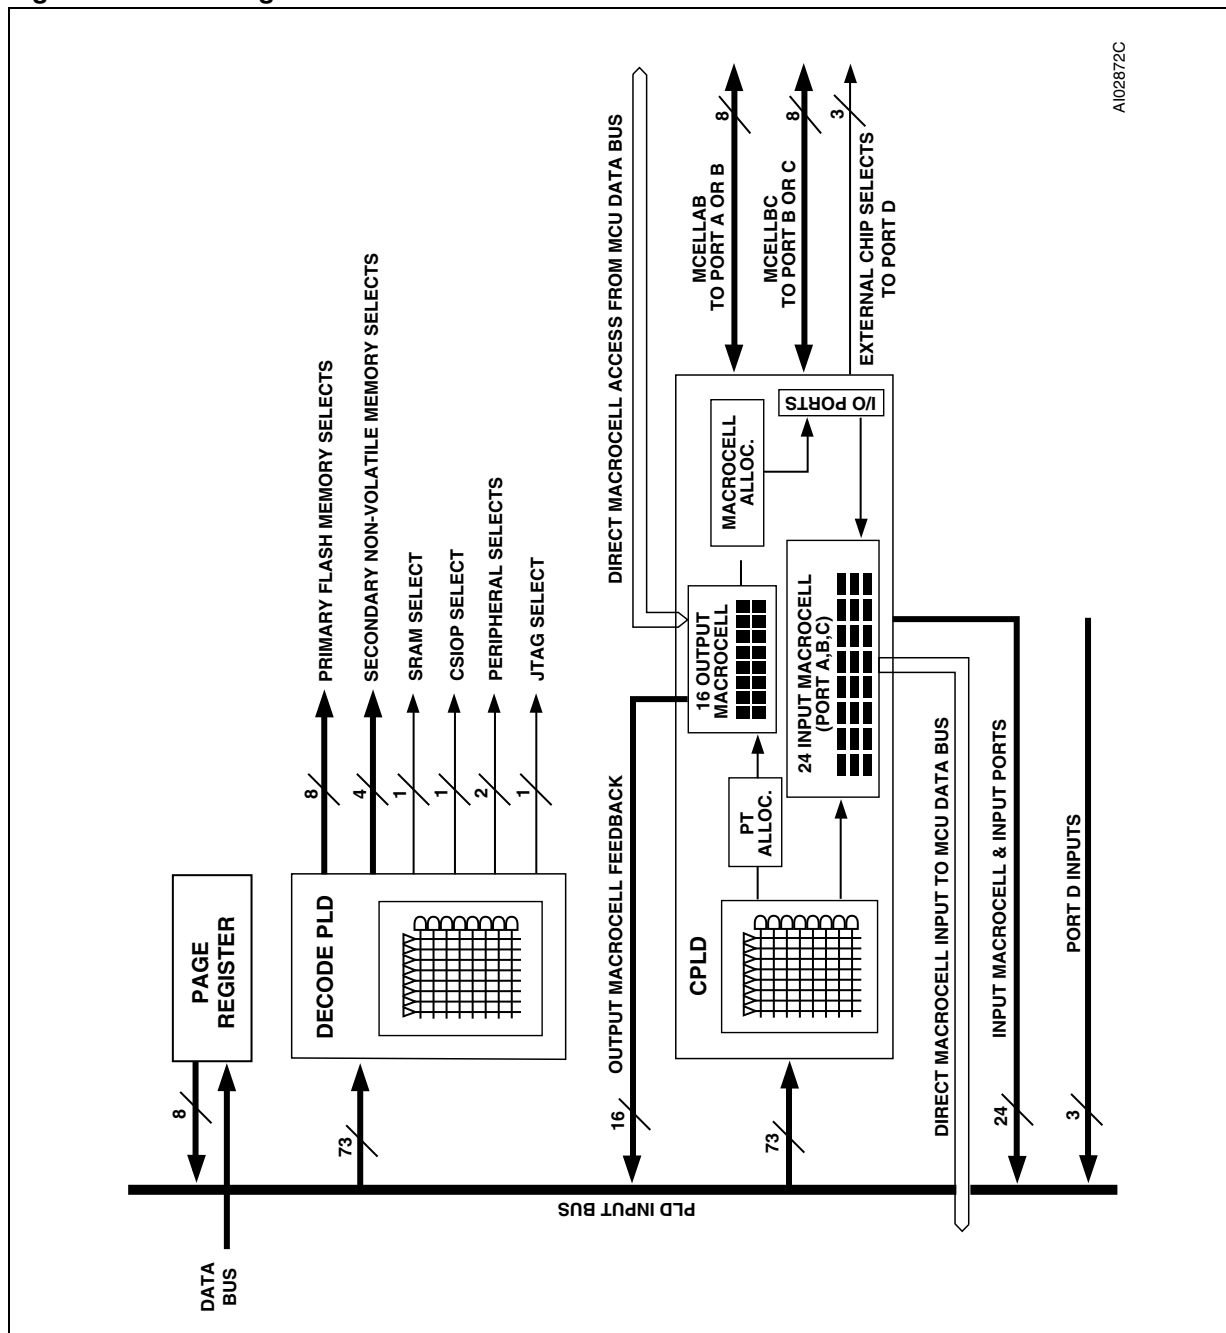 DATA
BUS
8
PAGE
REGISTER
73
DECODE PLD
8
PRIMARY FLASH MEMORY SELECTS
4
SECONDARY NON-VOLATILE MEMORY SELECTS
1
SRAM SELECT
1
CSIOP SELECT
2
PERIPHERAL SELECTS
1
JTAG SELECT
PLD INPUT BUS
16
OUTPUT MACROCELL FEEDBACK
DIRECT MACROCELL ACCESS FROM MCU DATA BUS
73
CPLD
PT
ALLOC.
16 OUTPUT
MACROCELL
MACROCELL
ALLOC.
24 INPUT MACROCELL
(PORT A,B,C)
I/O PORTS
MCELLAB
TO PORT A OR B
8
MCELLBC
TO PORT B OR C
8
EXTERNAL CHIP SELECTS
TO PORT D
3
DIRECT MACROCELL INPUT TO MCU DATA BUS
24
INPUT MACROCELL & INPUT PORTS
3
PORT D INPUTS
AI02872C